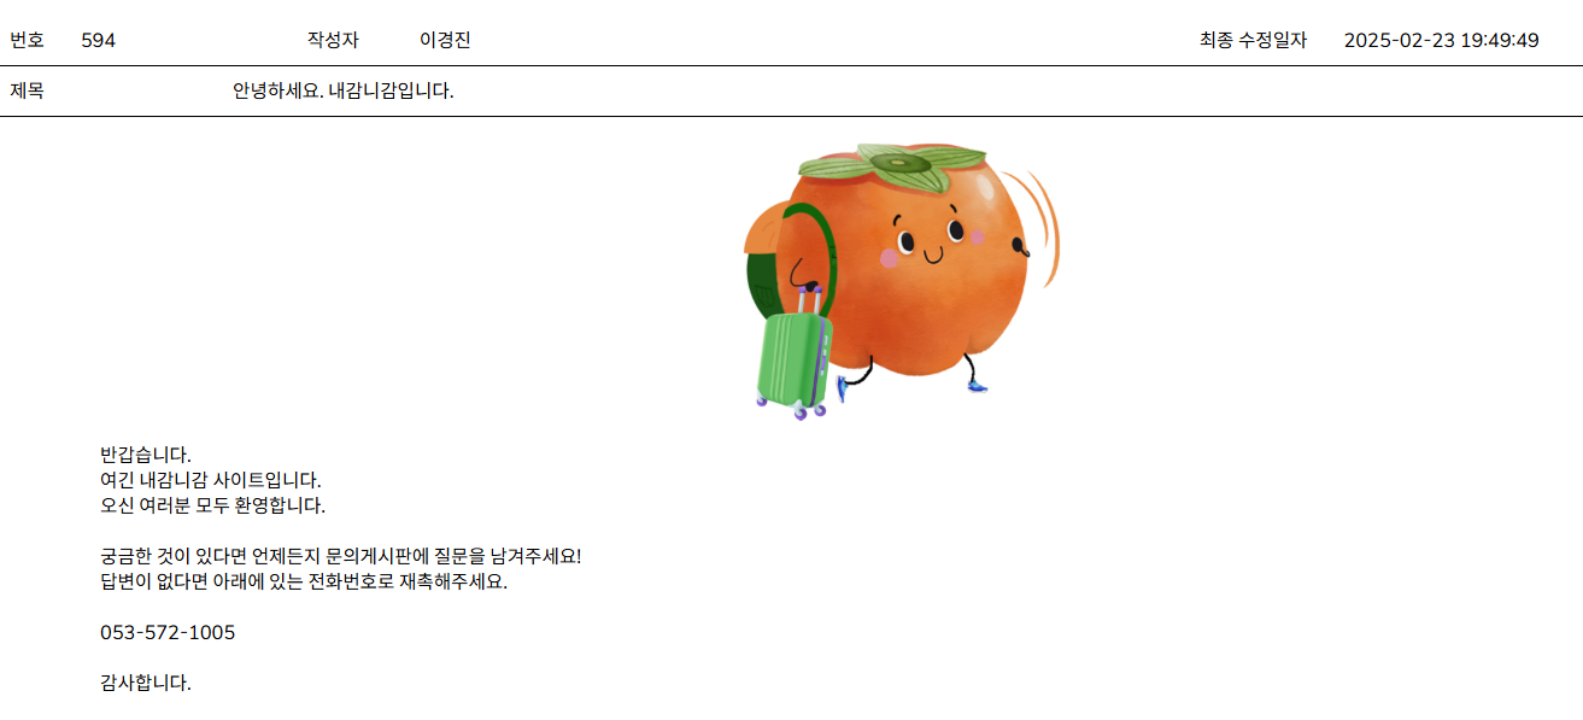 번호 594 작성자 이경진 최종 수정일자 2025-02-23 19:49:49
제목 안녕하세요. 내감니감입니다.
반갑습니다.
여긴 내감니감 사이트입니다.
오신 여러분 모두 환영합니다.
궁금한 것이 있다면 언제든지 문의게시판에 질문을 남겨주세요!
답변이 없다면 아래에 있는 전화번호로 재촉해주세요.
053-572-1005
감사합니다.